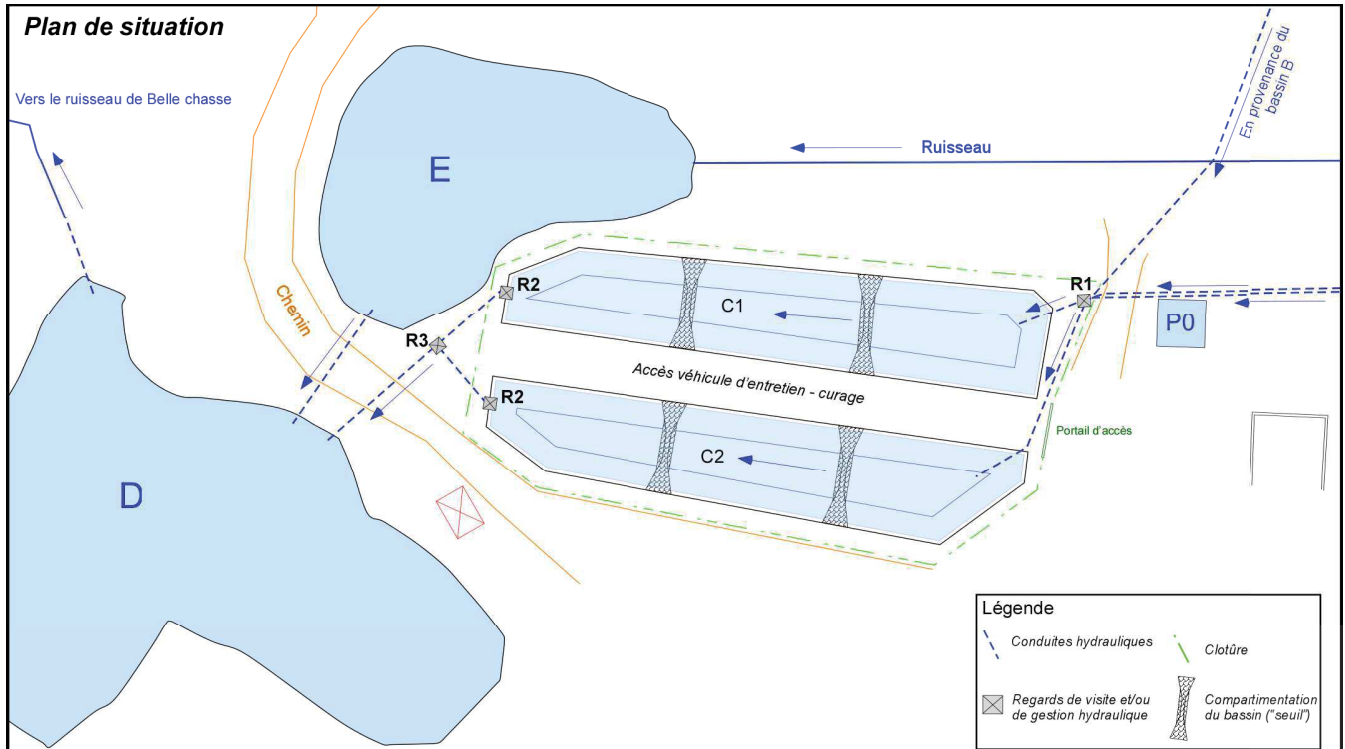 Plan de situation
Vers le ruisseau de Belle chasse
En provenance du
bassin B
E
Ruisseau
R1
R2
C1
P0
Chemin
R3
Accès véhicule d'entretien - curage
R2
Portail d'accès
C2
D
Légende
Conduites hydrauliques
Clotûre
Regards de visite et/ou
de gestion hydraulique
Compartimentation
du bassin ("seuil")